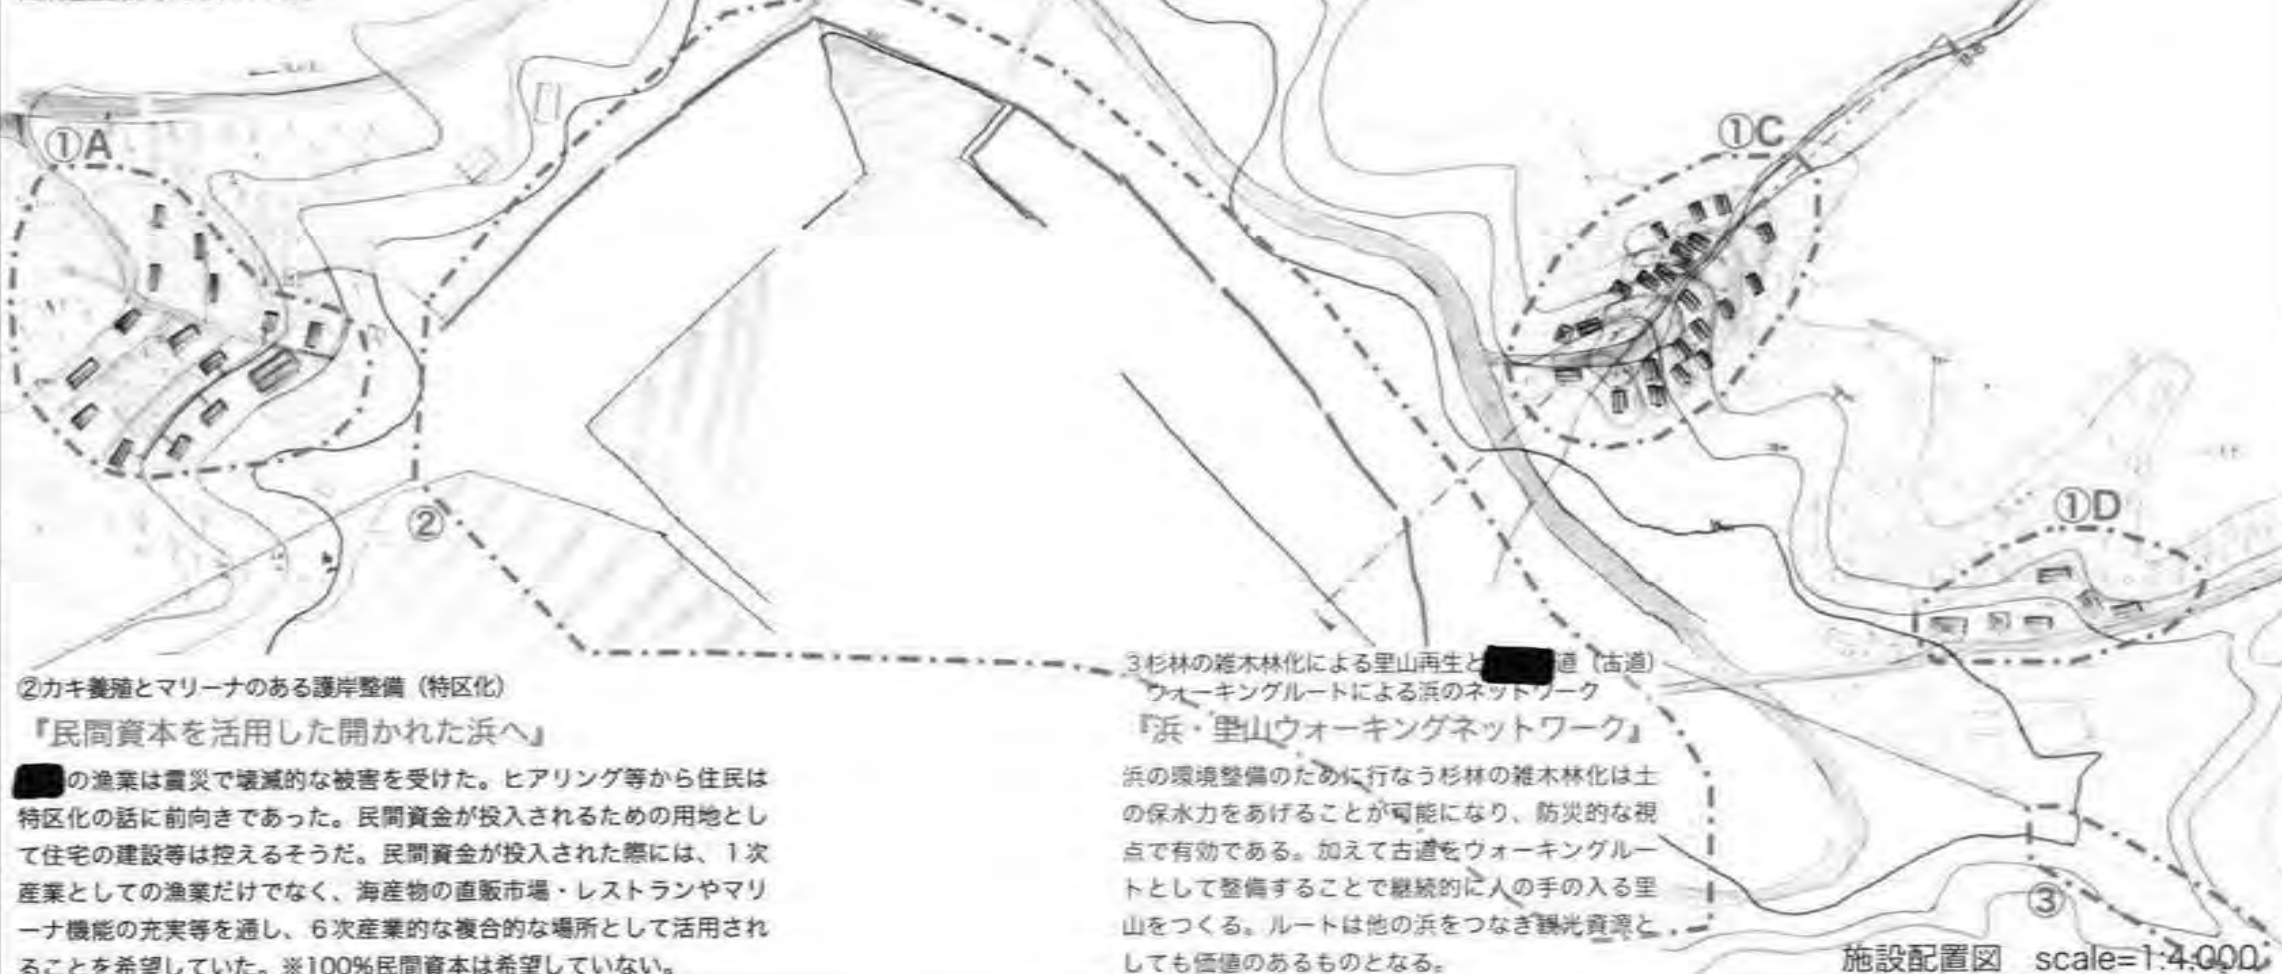 ①A
①C
①D
②
③
②カキ養殖とマリーナのある護岸整備（特区化）
『民間資本を活用した開かれた浜へ』
の漁業は震災で壊滅的な被害を受けた。ヒアリング等から住民は
特区化の話に前向きであった。民間資金が投入されるための用地とし
て住宅の建設等は控えるそうだ。民間資金が投入された際には、１次
産業としての漁業だけでなく、海産物の直販市場・レストランやマリ
ーナ機能の充実等を通し、６次産業的な複合的な場所として活用され
ることを希望していた。※100%民間資本は希望していない。
３杉林の雑木林化による里山再生と 道（古道）
ウォーキングルートによる浜のネットワーク
『浜・里山ウォーキングネットワーク』
浜の環境整備のために行なう杉林の雑木林化は土
の保水力をあげることが可能になり、防災的な視
点で有効である。加えて古道をウォーキングルー
トとして整備することで継続的に人の手の入る里
山をつくる。ルートは他の浜をつなぎ観光資源と
しても価値のあるものとなる。
施設配置図　scale=1:4,000